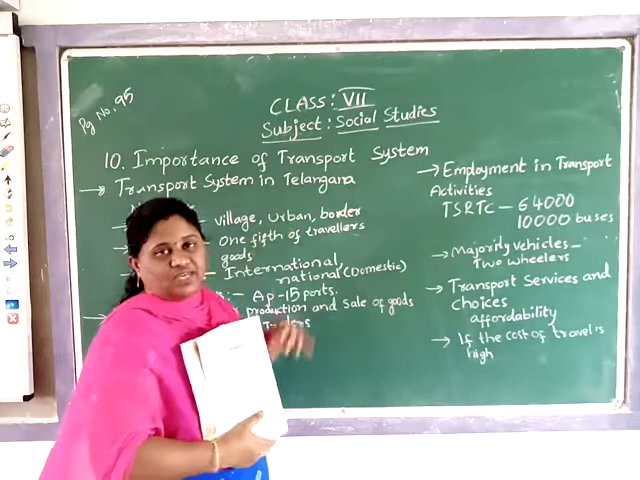 Pg No. 95
CLASS: VII
Subject: Social Studies
10. Importance of Transport System
→ Transport System in Telangana
→ village, urban, border
→ One fifth of travellers
goods
→ International,
national (Domestic)
:- Ap - 15 ports.
→ production and Sale of goods
→ Employment in Transport
Activities
TSRTC - 64000
10000 buses
→ Majority vehicles -
Two wheelers
→ Transport Services and
choices
affordability
→ If the cost of travel is
high